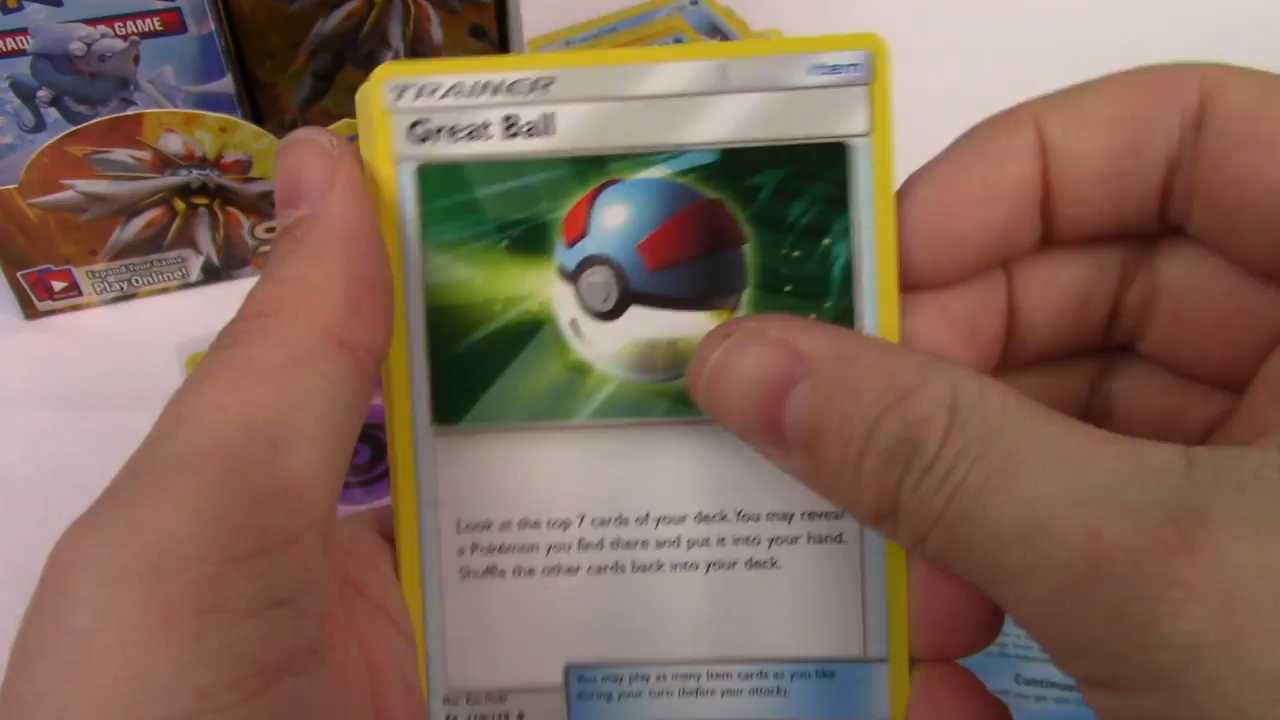 GAME
Expand Your Game
Play Online!
TRAINER
Item
Great Ball
Look at the top 7 cards of your deck. You may reveal
a Pokémon you find there and put it into your hand.
Shuffle the other cards back into your deck.
You may play as many Item cards as you like
during your turn (before your attack).